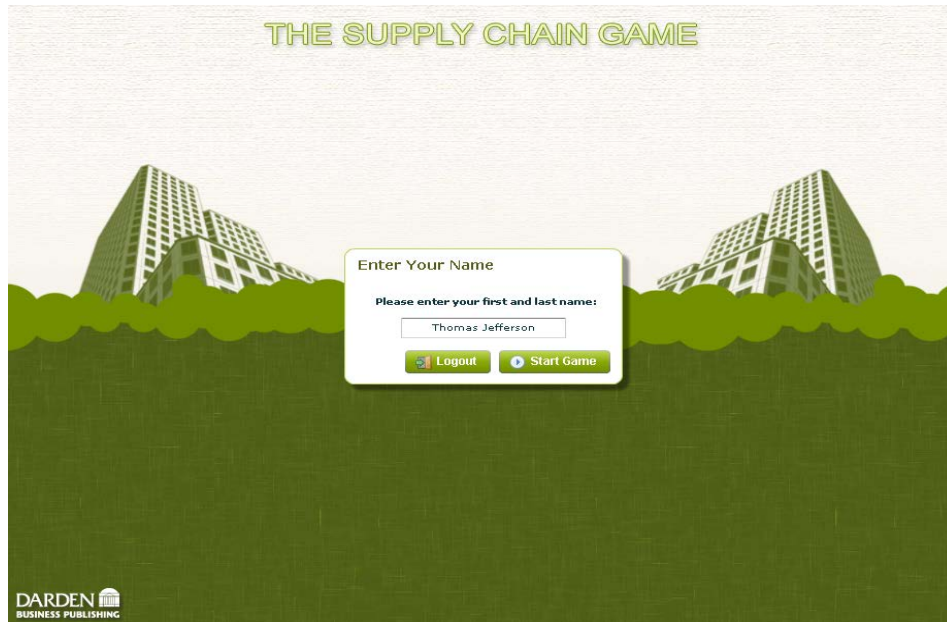 THE SUPPLY CHAIN GAME
Enter Your Name
Please enter your first and last name:
Thomas Jefferson
Logout
Start Game
DARDEN
BUSINESS PUBLISHING